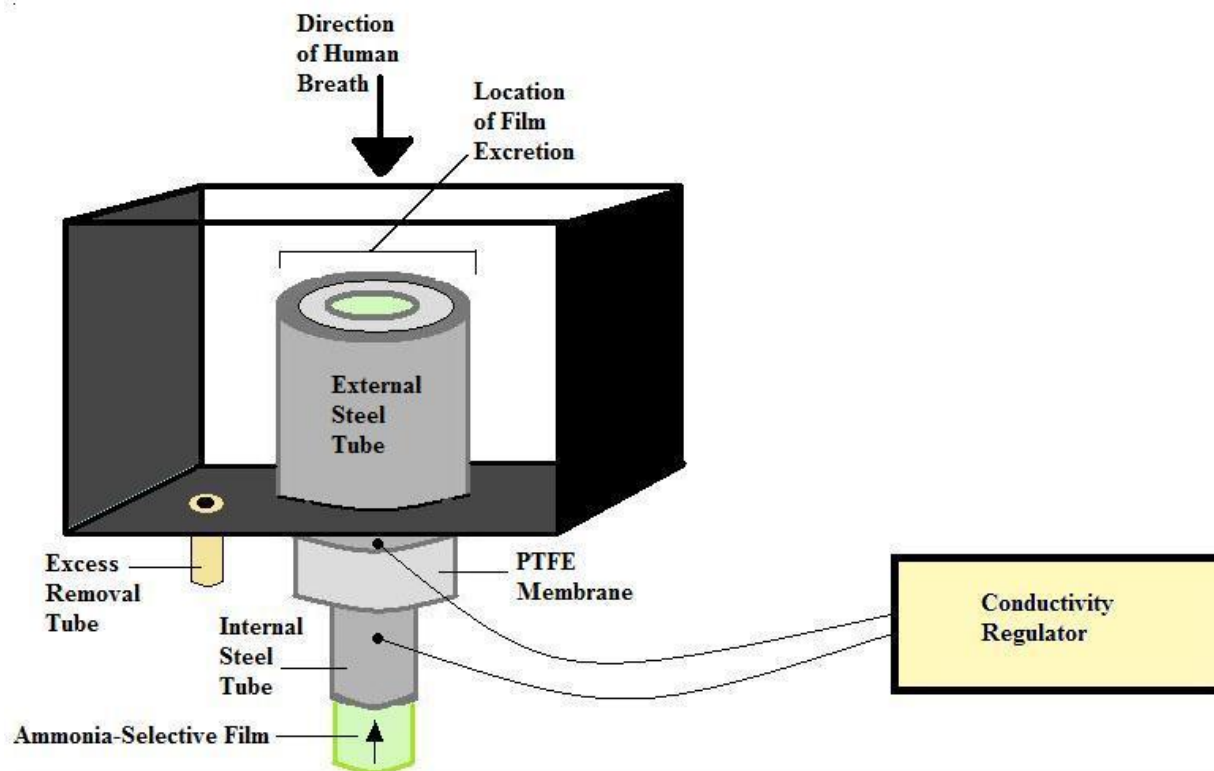 Direction
of Human
Breath
Location
of Film
Excretion
External
Steel
Tube
Excess
Removal
Tube
PTFE
Membrane
Internal
Steel
Tube
Conductivity
Regulator
Ammonia-Selective Film